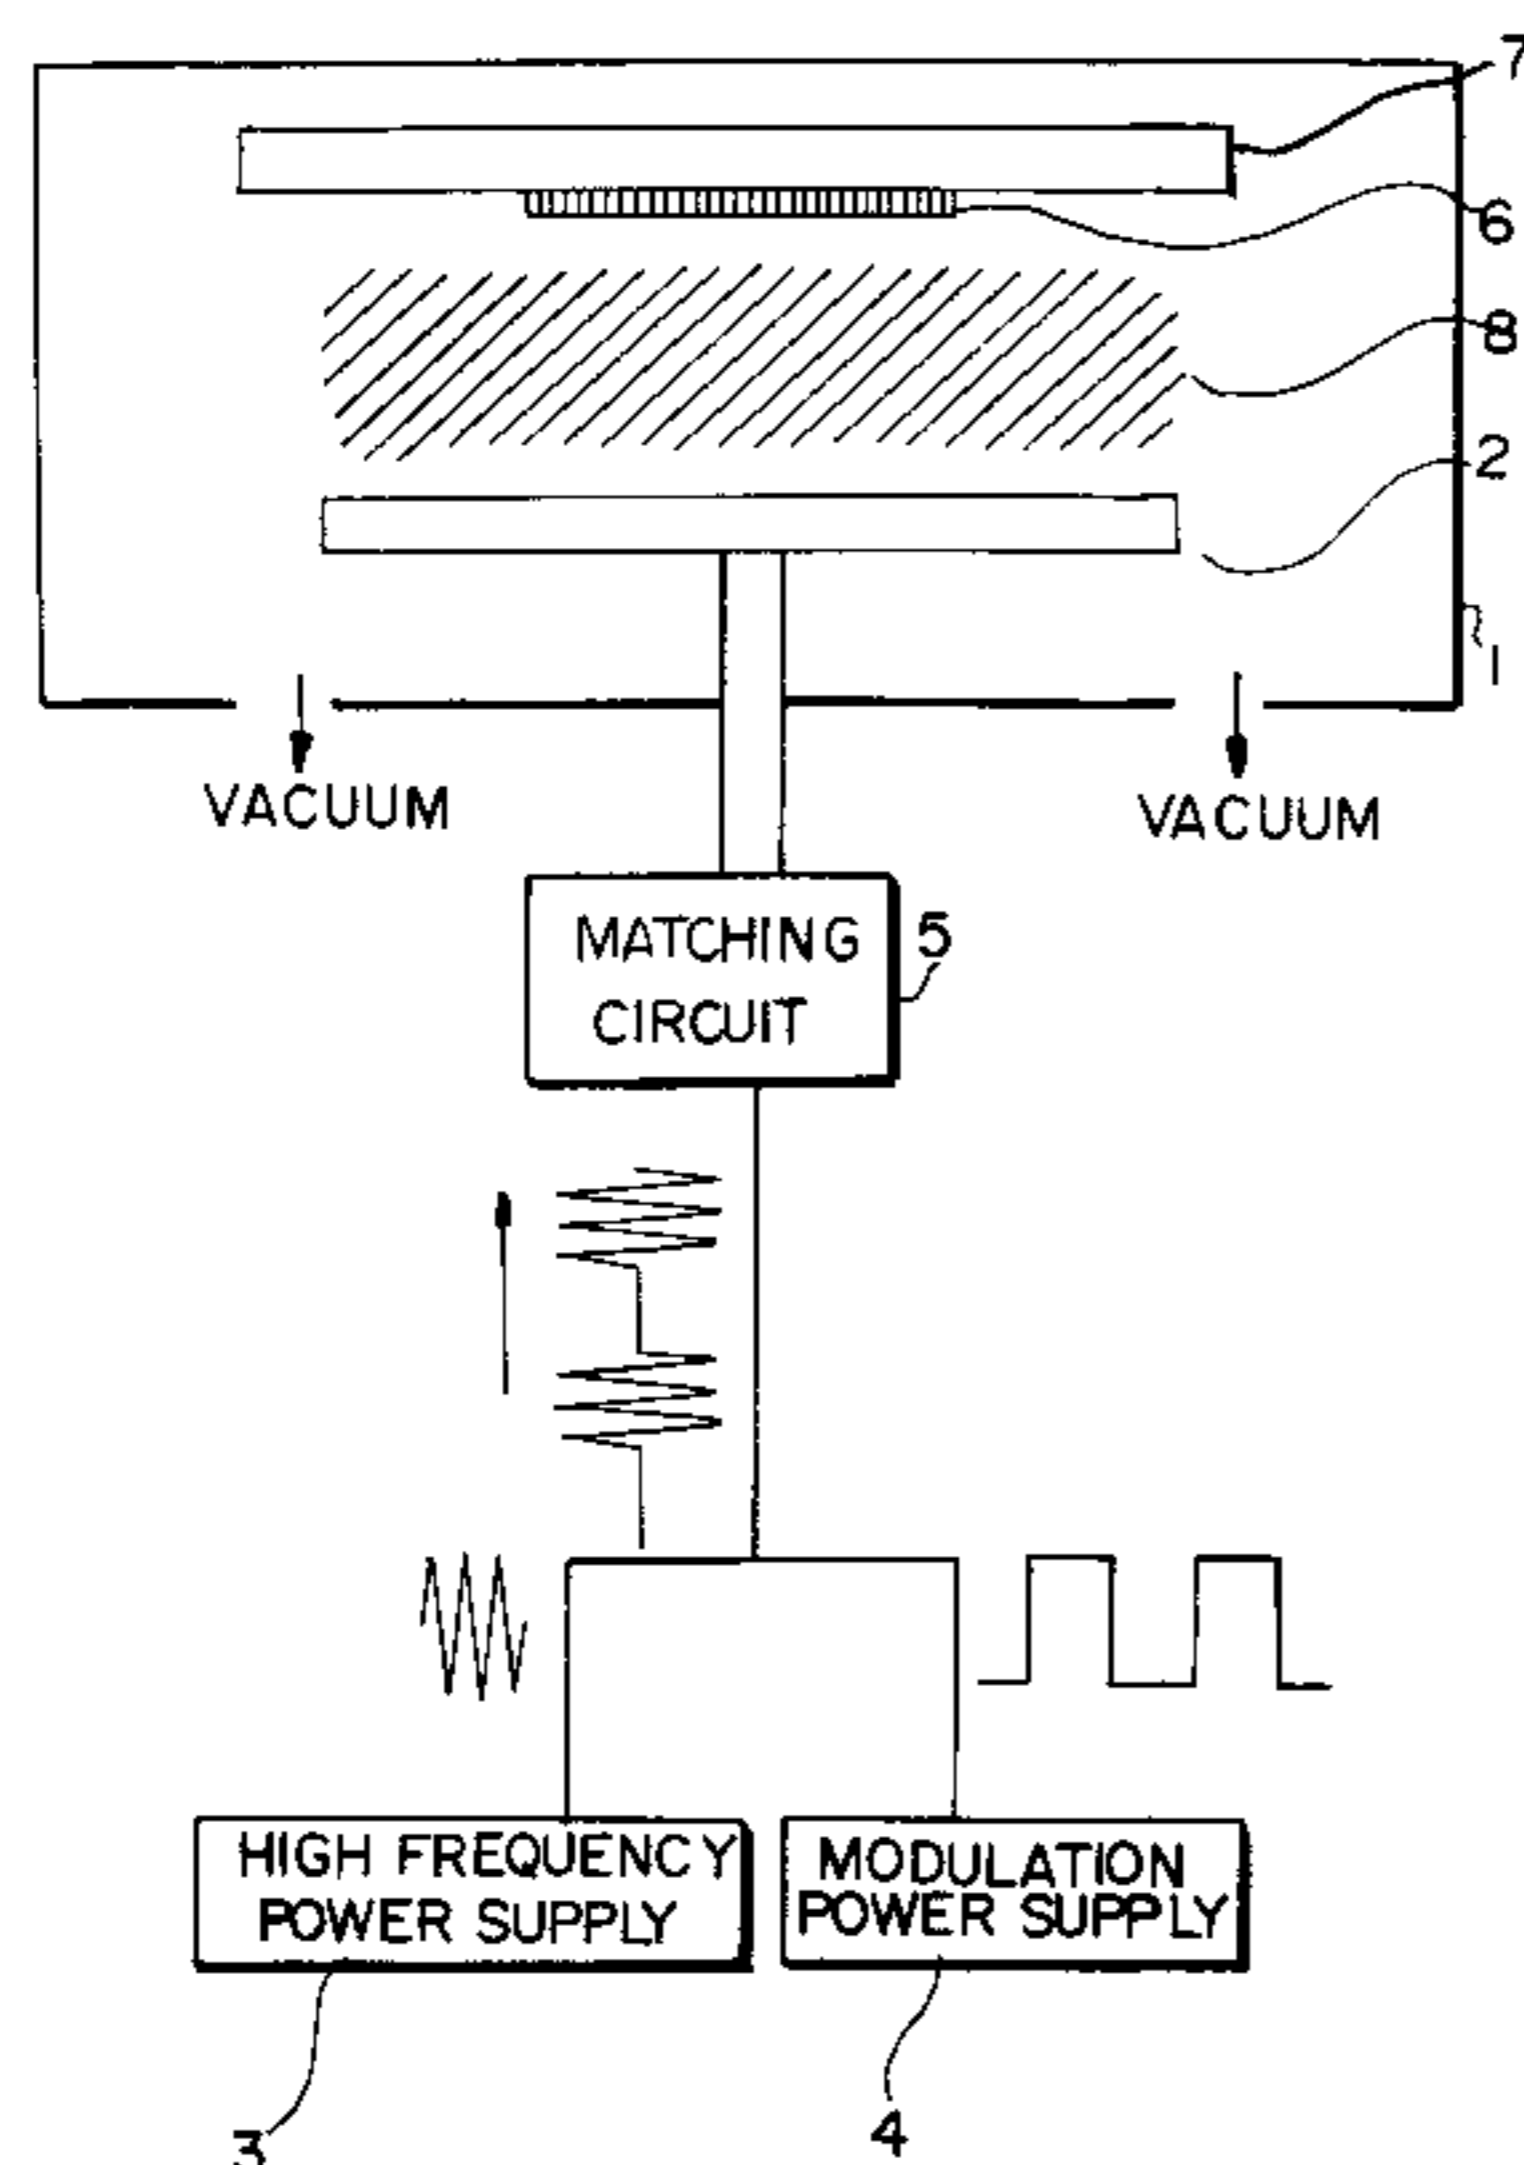 7
6
8
2
1
VACUUM
VACUUM
MATCHING
CIRCUIT
5
HIGH FREQUENCY
POWER SUPPLY
MODULATION
POWER SUPPLY
3
4